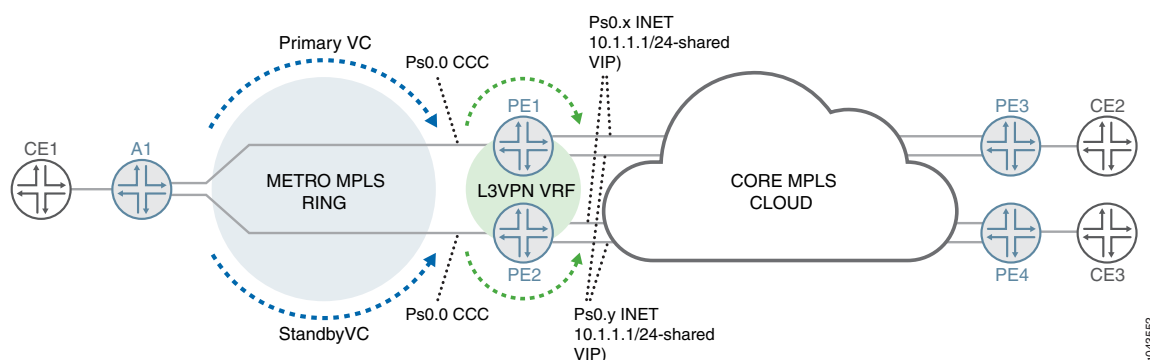 Ps0.x INET
10.1.1.1/24-shared
VIP)
Primary VC
Ps0.0 CCC
PE1
PE3
CE2
CE1
A1
METRO MPLS
RING
L3VPN VRF
CORE MPLS
CLOUD
PE2
PE4
CE3
Ps0.0 CCC
StandbyVC
Ps0.y INET
10.1.1.1/24-shared
VIP)